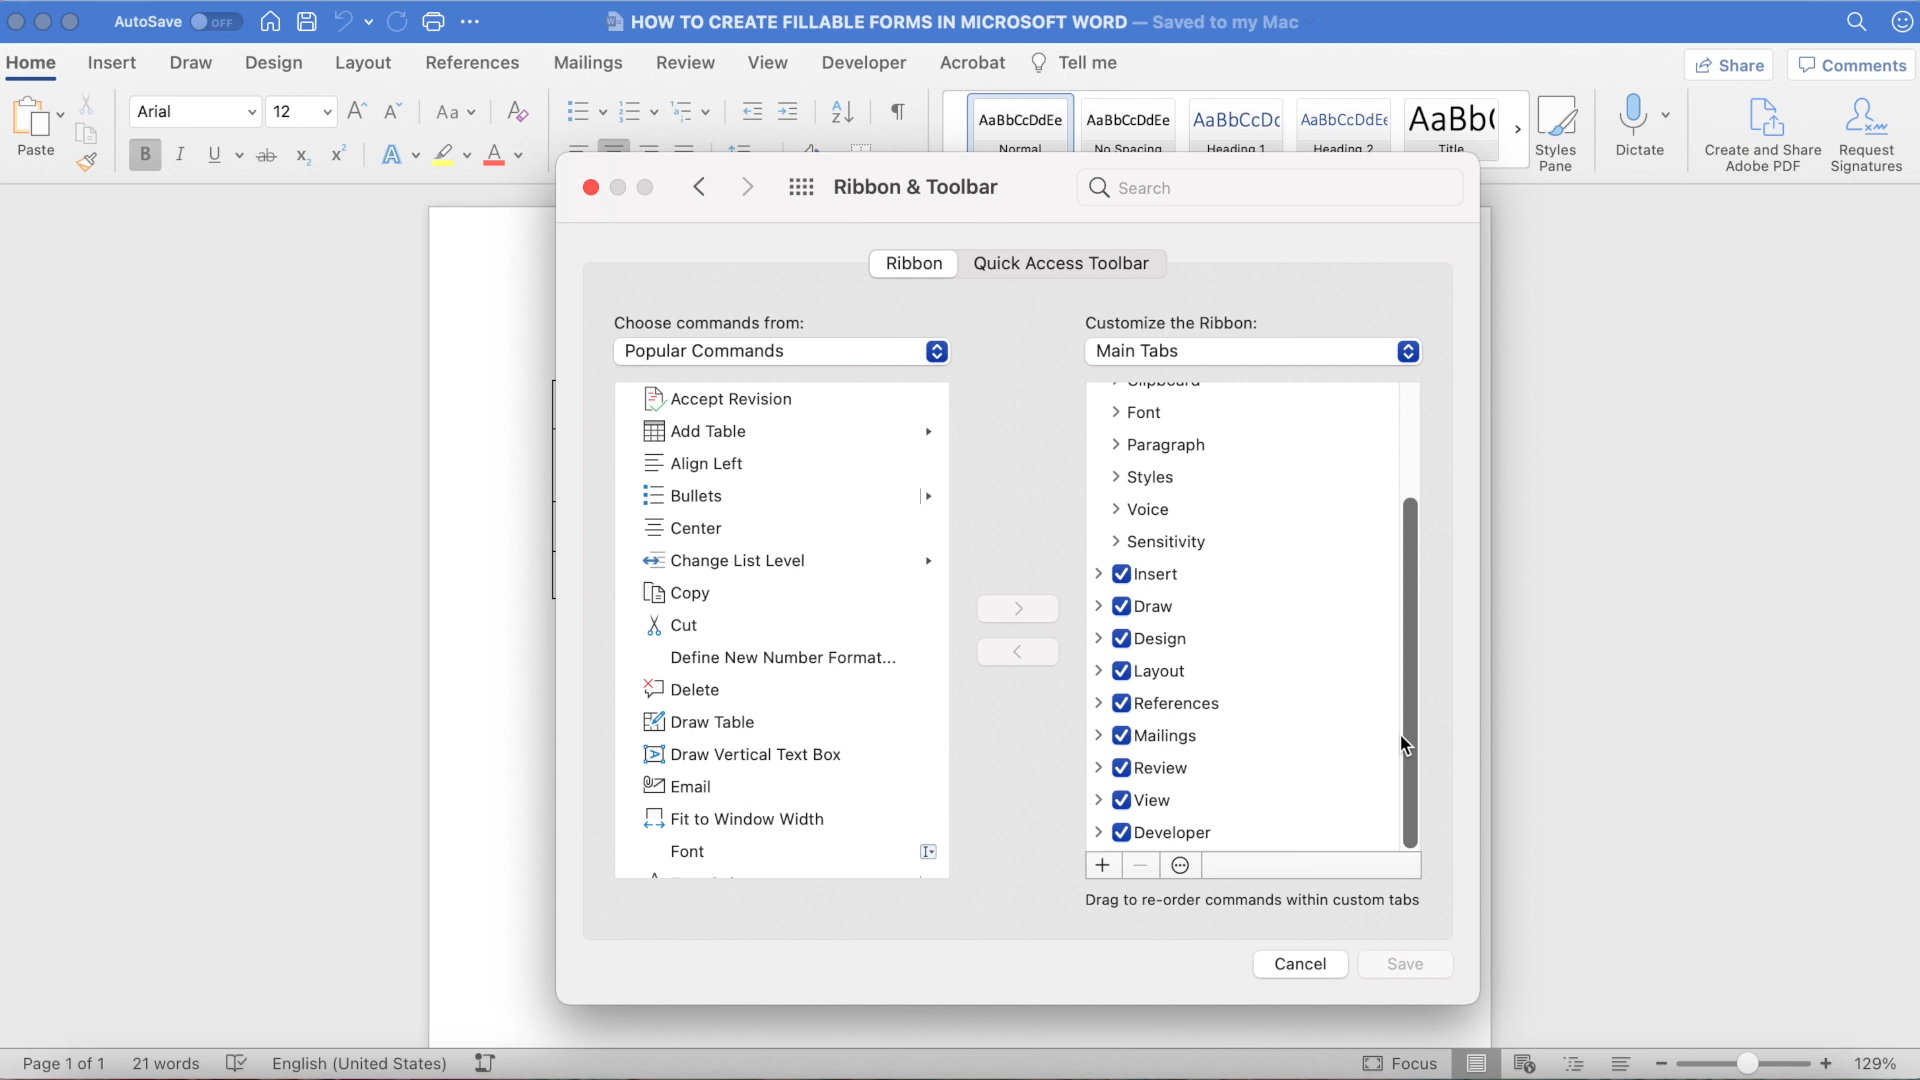 AutoSave OFF
HOW TO CREATE FILLABLE FORMS IN MICROSOFT WORD — Saved to my Mac
Home Insert Draw Design Layout References Mailings Review View Developer Acrobat Tell me
Share Comments
Paste
Arial 12
Aa
AaBbCcDdEe AaBbCcDdEe AaBbCcDc AaBbCcDdEe AaBb(
Normal No Spacing Heading 1 Heading 2 Title
Styles Pane
Dictate
Create and Share Adobe PDF
Request Signatures
Ribbon & Toolbar
Search
Ribbon Quick Access Toolbar
Choose commands from:
Popular Commands
Accept Revision
Add Table
Align Left
Bullets
Center
Change List Level
Copy
Cut
Define New Number Format...
Delete
Draw Table
Draw Vertical Text Box
Email
Fit to Window Width
Font
Customize the Ribbon:
Main Tabs
Clipboard
Font
Paragraph
Styles
Voice
Sensitivity
Insert
Draw
Design
Layout
References
Mailings
Review
View
Developer
Drag to re-order commands within custom tabs
Cancel Save
Page 1 of 1 21 words English (United States) Focus 129%